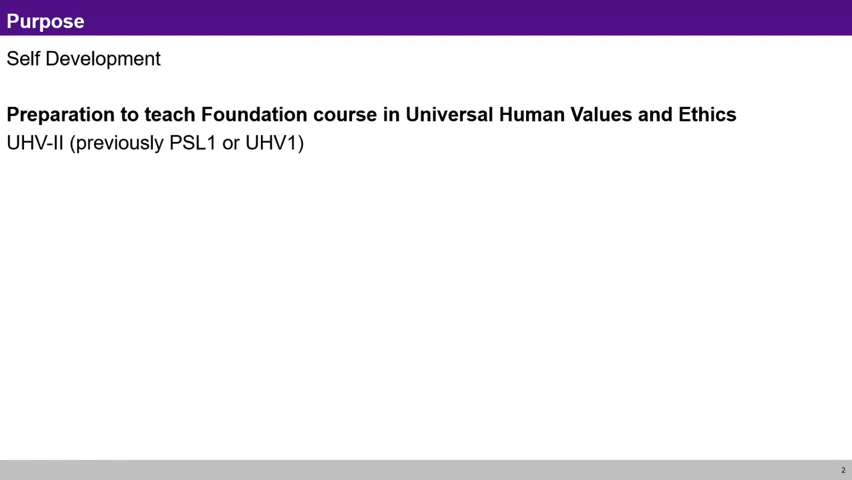 Purpose
Self Development
Preparation to teach Foundation course in Universal Human Values and Ethics
UHV-II (previously PSL1 or UHV1)
2